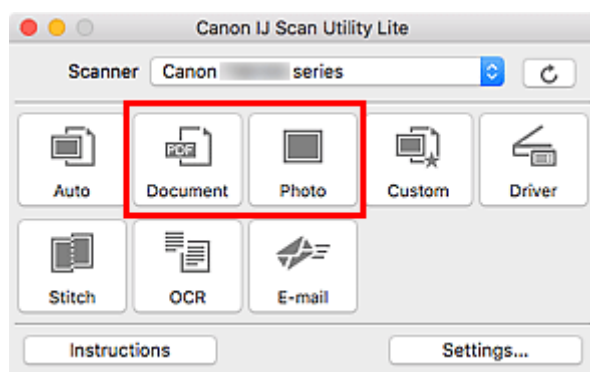 Canon IJ Scan Utility Lite
Scanner Canon series
Auto Document Photo Custom Driver
PDF
Stitch OCR E-mail
Instructions Settings...